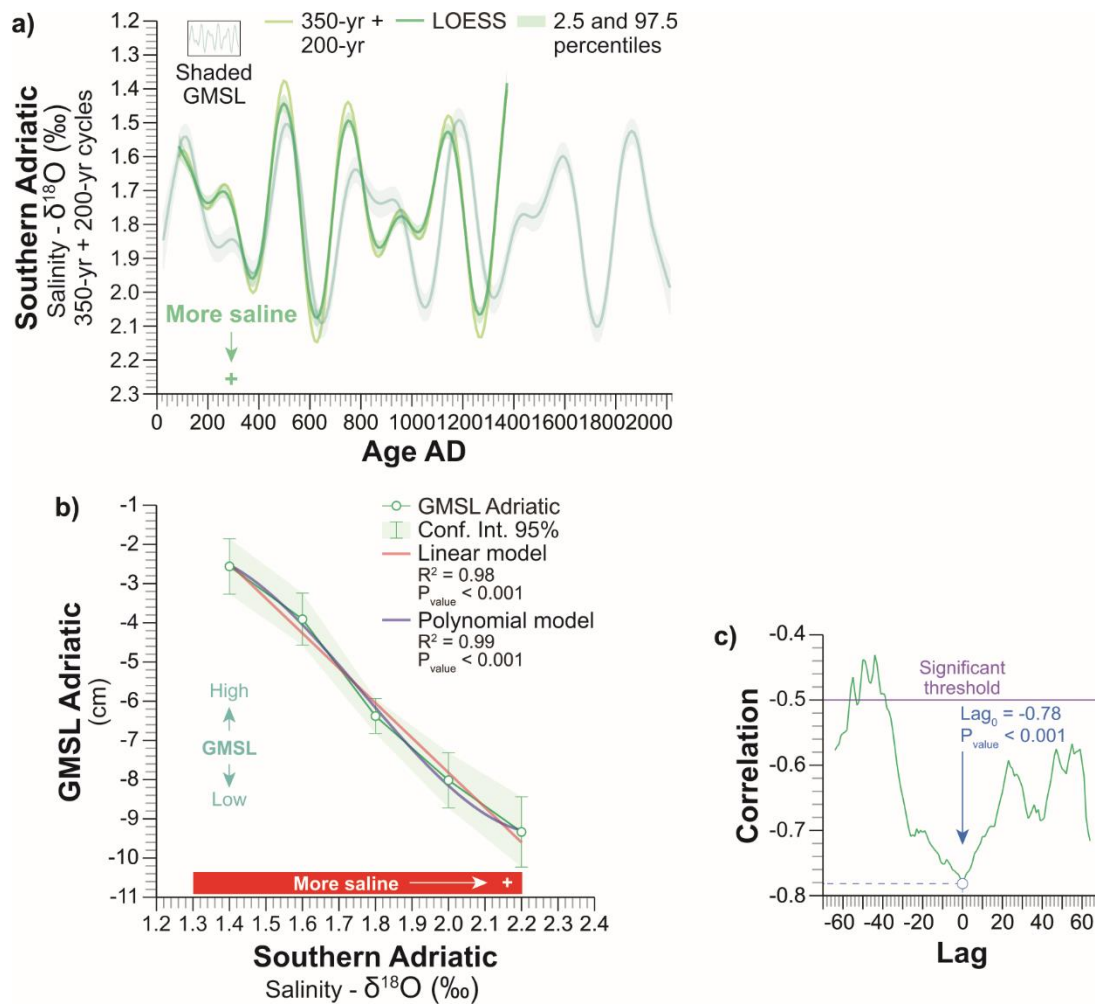 a)
350-yr +
200-yr
LOESS
2.5 and 97.5
percentiles
Shaded
GMSL
Southern Adriatic
Salinity - δ¹⁸O (‰)
350-yr + 200-yr cycles
1.2
1.3
1.4
1.5
1.6
1.7
1.8
1.9
2.0
2.1
2.2
2.3
More saline
+
0 200 400 600 800 1000 1200 1400 1600 1800 2000
Age AD
b)
GMSL Adriatic
Conf. Int. 95%
Linear model
R² = 0.98
Pvalue < 0.001
Polynomial model
R² = 0.99
Pvalue < 0.001
GMSL Adriatic
(cm)
-1
-2
-3
-4
-5
-6
-7
-8
-9
-10
-11
High
GMSL
Low
More saline +
1.2 1.3 1.4 1.5 1.6 1.7 1.8 1.9 2.0 2.1 2.2 2.3 2.4
Southern Adriatic
Salinity - δ¹⁸O (‰)
c)
Correlation
-0.4
-0.5
-0.6
-0.7
-0.8
Significant
threshold
Lag₀ = -0.78
Pvalue < 0.001
-60 -40 -20 0 20 40 60
Lag